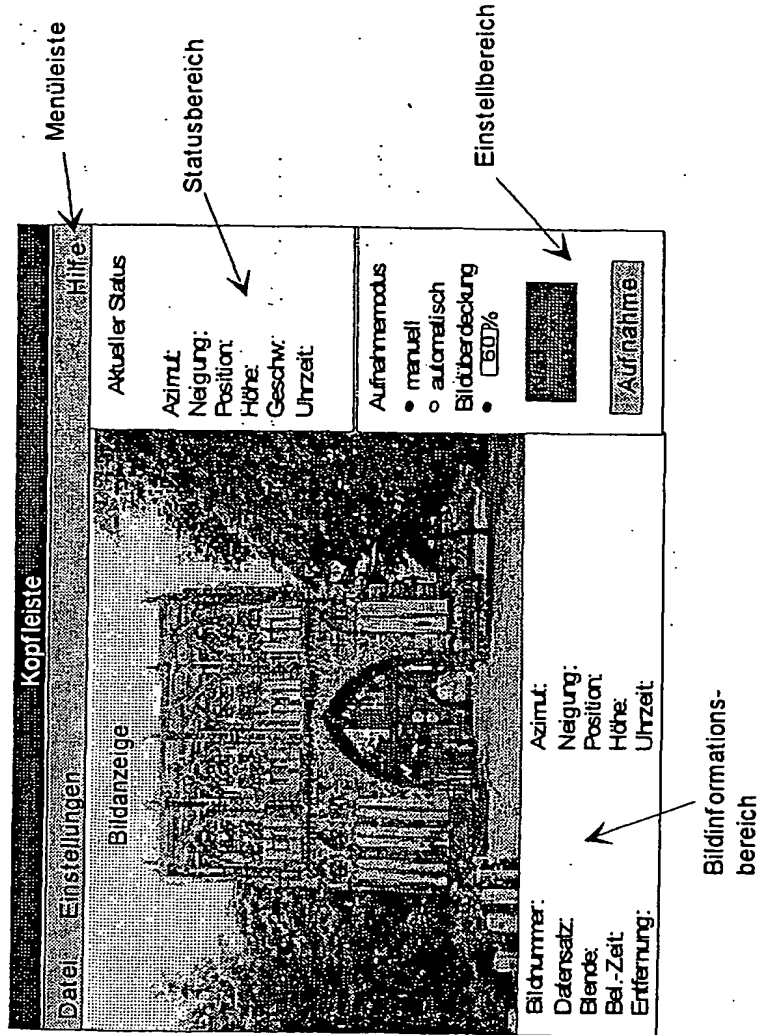 Kopfleiste
Datei Einstellungen Hilfe
Menüleiste
Bildanzeige
Aktueller Status
Azimut:
Neigung:
Position:
Höhe:
Geschw.:
Uhrzeit:
Statusbereich
Aufnahmemodus
• manuell
o automatisch
Bildüberdeckung
• 60%
Aufnahme
Einstellbereich
Bildnummer:
Datensatz:
Blende:
Bel.-Zeit:
Entfernung:
Azimut:
Neigung:
Position:
Höhe:
Uhrzeit:
Bildinformations-
bereich